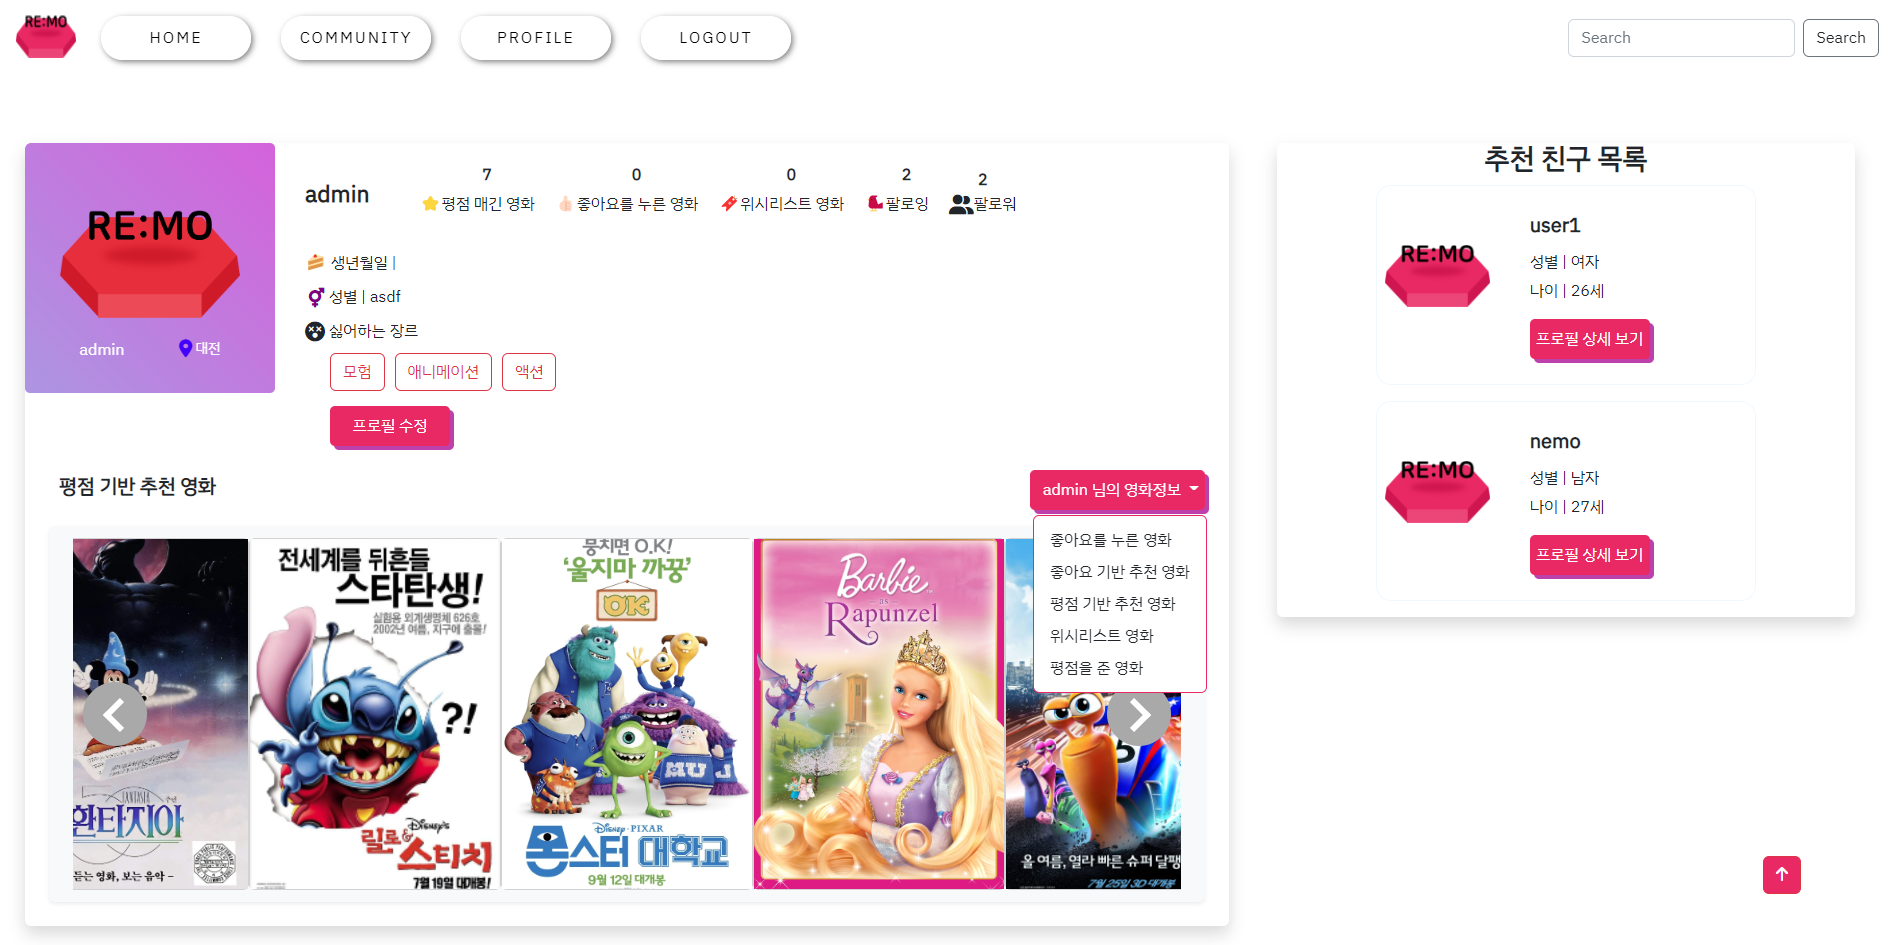 RE:MO
HOME
COMMUNITY
PROFILE
LOGOUT
Search
Search
RE:MO
admin
대전
admin
7
평점 매긴 영화
0
좋아요를 누른 영화
0
위시리스트 영화
2
팔로잉
2
팔로워
생년월일 |
성별 | asdf
싫어하는 장르
모험
애니메이션
액션
프로필 수정
평점 기반 추천 영화
admin 님의 영화정보
좋아요를 누른 영화
좋아요 기반 추천 영화
평점 기반 추천 영화
위시리스트 영화
평점을 준 영화
FANTASIA
환타지아
듣는 영화, 보는 음악 -
전세계를 뒤흔들
스타탄생!
실험용 외계생명체 626호
2002년 여름, 지구에 출몰!
?!
Disney's
릴로&
스티치
7월 19일 대개봉!
뭉치면 O.K!
'울지마 까꿍'
OK
MU
J
Disney·PIXAR
몬스터 대학교
9월 12일 대개봉
Barbie
as
Rapunzel
5
올 여름, 열라 빠른 슈퍼 달팽
7월 25일 3D 대개봉
추천 친구 목록
RE:MO
user1
성별 | 여자
나이 | 26세
프로필 상세 보기
RE:MO
nemo
성별 | 남자
나이 | 27세
프로필 상세 보기